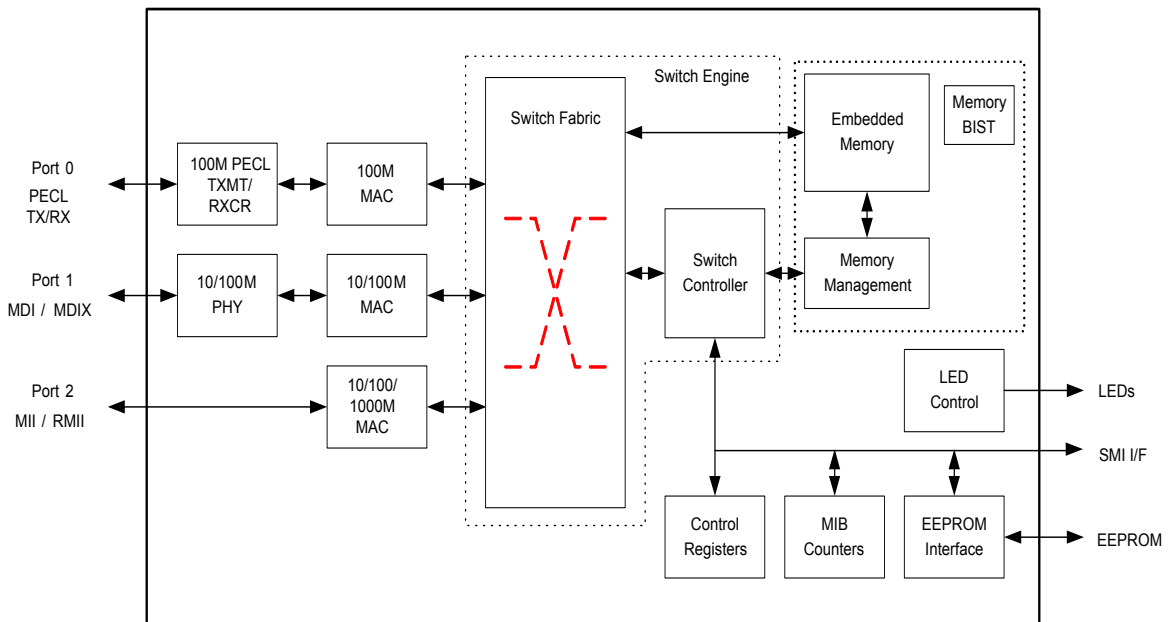 Switch Engine
Switch Fabric
Embedded
Memory
Memory
BIST
Port 0
PECL
TX/RX
100M PECL
TXMT/
RXCR
100M
MAC
Port 1
MDI / MDIX
10/100M
PHY
10/100M
MAC
Switch
Controller
Memory
Management
Port 2
MII / RMII
10/100/
1000M
MAC
LED
Control
LEDs
SMI I/F
Control
Registers
MIB
Counters
EEPROM
Interface
EEPROM